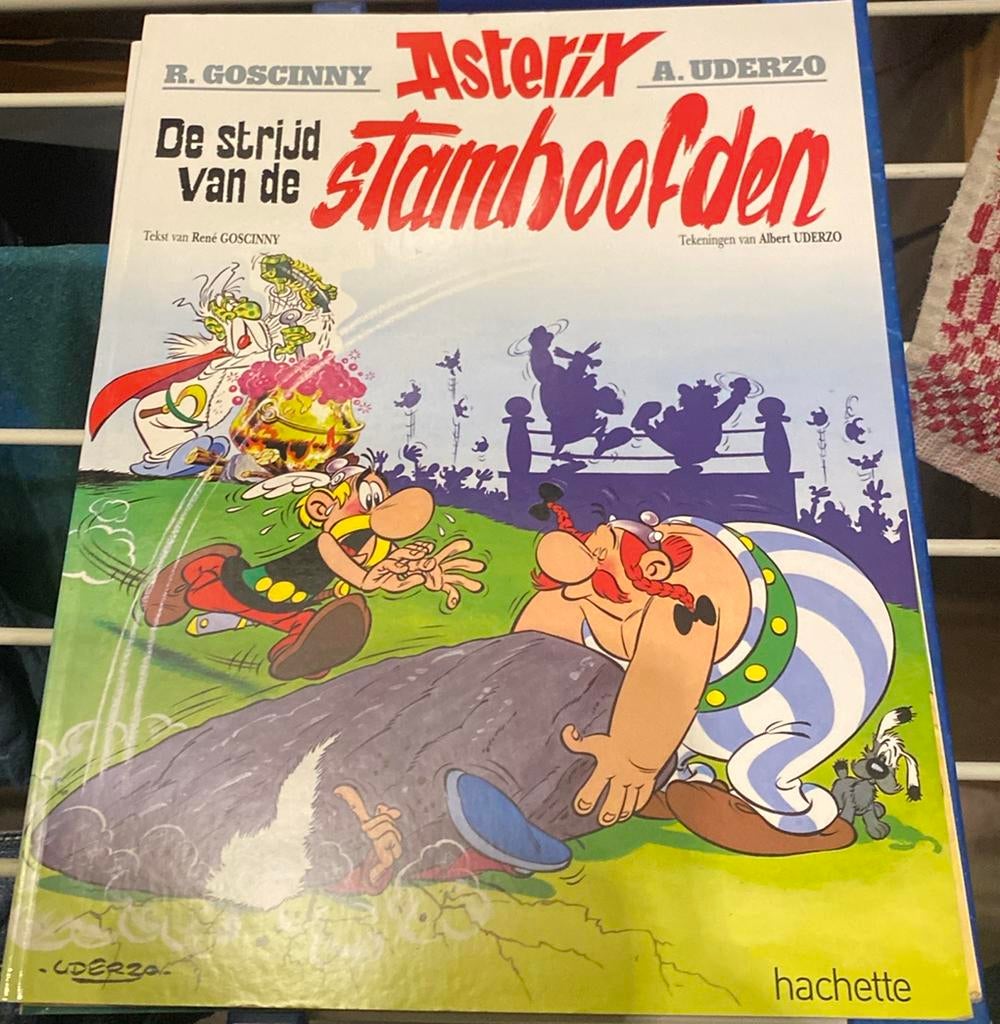 R. GOSCINNY Asterix A. UDERZO
De strijd
van de stamhoofden
Tekst van René GOSCINNY
Tekeningen van Albert UDERZO
-UDERZO-
hachette